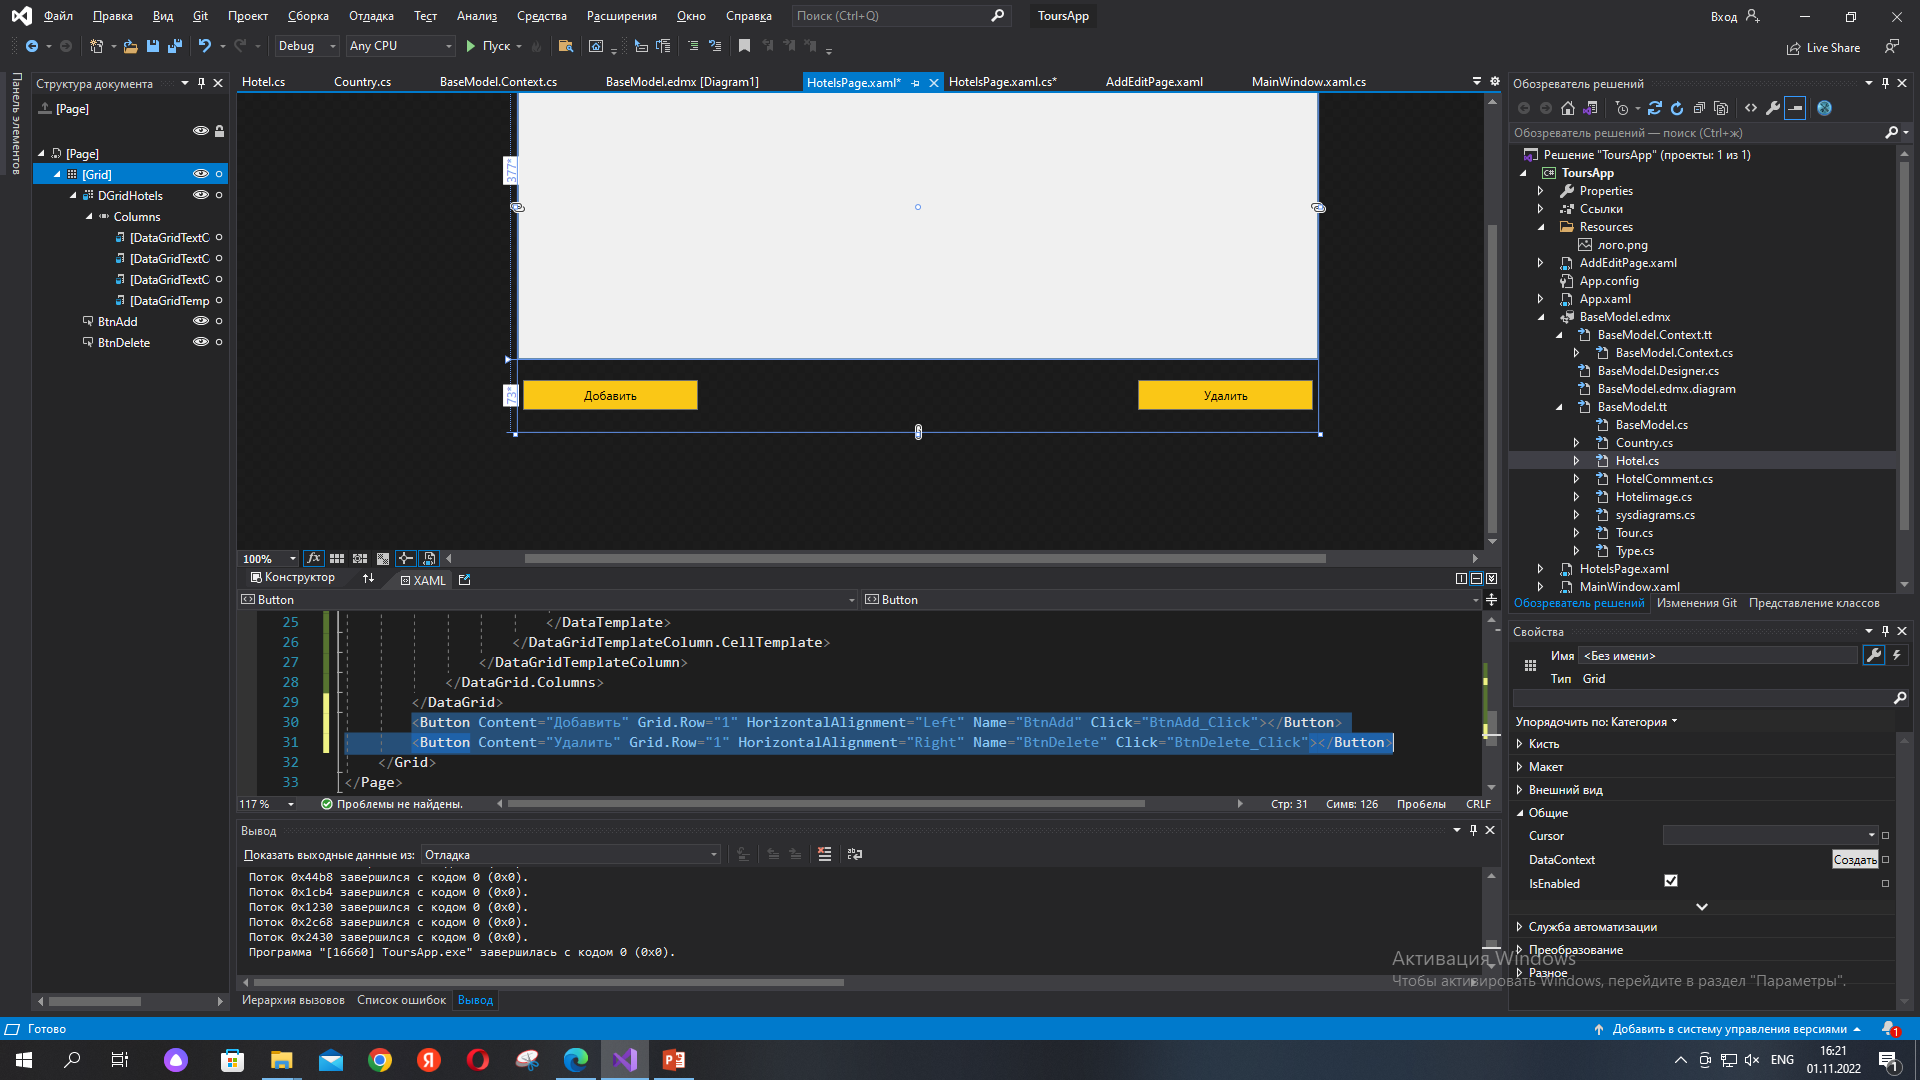 Файл Правка Вид Git Проект Сборка Отладка Тест Анализ Средства Расширения Окно Справка Поиск (Ctrl+Q) ToursApp Вход
Debug Any CPU Пуск Live Share
Панель элементов
Структура документа
[Page]
[Page]
[Grid]
DGridHotels
Columns
[DataGridTextC
[DataGridTextC
[DataGridTextC
[DataGridTemp
BtnAdd
BtnDelete
Hotel.cs Country.cs BaseModel.Context.cs BaseModel.edmx [Diagram1] HotelsPage.xaml* HotelsPage.xaml.cs* AddEditPage.xaml MainWindow.xaml.cs
377*
73*
Добавить Удалить
100%
Конструктор XAML
Button Button
25 </DataTemplate>
26 </DataGridTemplateColumn.CellTemplate>
27 </DataGridTemplateColumn>
28 </DataGrid.Columns>
29 </DataGrid>
30 <Button Content="Добавить" Grid.Row="1" HorizontalAlignment="Left" Name="BtnAdd" Click="BtnAdd_Click"></Button>
31 <Button Content="Удалить" Grid.Row="1" HorizontalAlignment="Right" Name="BtnDelete" Click="BtnDelete_Click"></Button>
32 </Grid>
33 </Page>
117 % Проблемы не найдены. Стр: 31 Симв: 126 Пробелы CRLF
Вывод
Показать выходные данные из: Отладка
Поток 0x44b8 завершился с кодом 0 (0x0).
Поток 0x1cb4 завершился с кодом 0 (0x0).
Поток 0x1230 завершился с кодом 0 (0x0).
Поток 0x2c68 завершился с кодом 0 (0x0).
Поток 0x2430 завершился с кодом 0 (0x0).
Программа "[16660] ToursApp.exe" завершилась с кодом 0 (0x0).
Иерархия вызовов Список ошибок Вывод
Обозреватель решений
Обозреватель решений — поиск (Ctrl+ж)
Решение "ToursApp" (проекты: 1 из 1)
ToursApp
Properties
Ссылки
Resources
лого.png
AddEditPage.xaml
App.config
App.xaml
BaseModel.edmx
BaseModel.Context.tt
BaseModel.Context.cs
BaseModel.Designer.cs
BaseModel.edmx.diagram
BaseModel.tt
BaseModel.cs
Country.cs
Hotel.cs
HotelComment.cs
Hotelimage.cs
sysdiagrams.cs
Tour.cs
Type.cs
HotelsPage.xaml
MainWindow.xaml
Обозреватель решений Изменения Git Представление классов
Свойства
Имя <Без имени>
Тип Grid
Упорядочить по: Категория
Кисть
Макет
Внешний вид
Общие
Cursor
DataContext Создать
IsEnabled
Служба автоматизации
Преобразование
Разное
Активация Windows
Чтобы активировать Windows, перейдите в раздел "Параметры".
Готово Добавить в систему управления версиями 1
ENG 16:21
01.11.2022 1